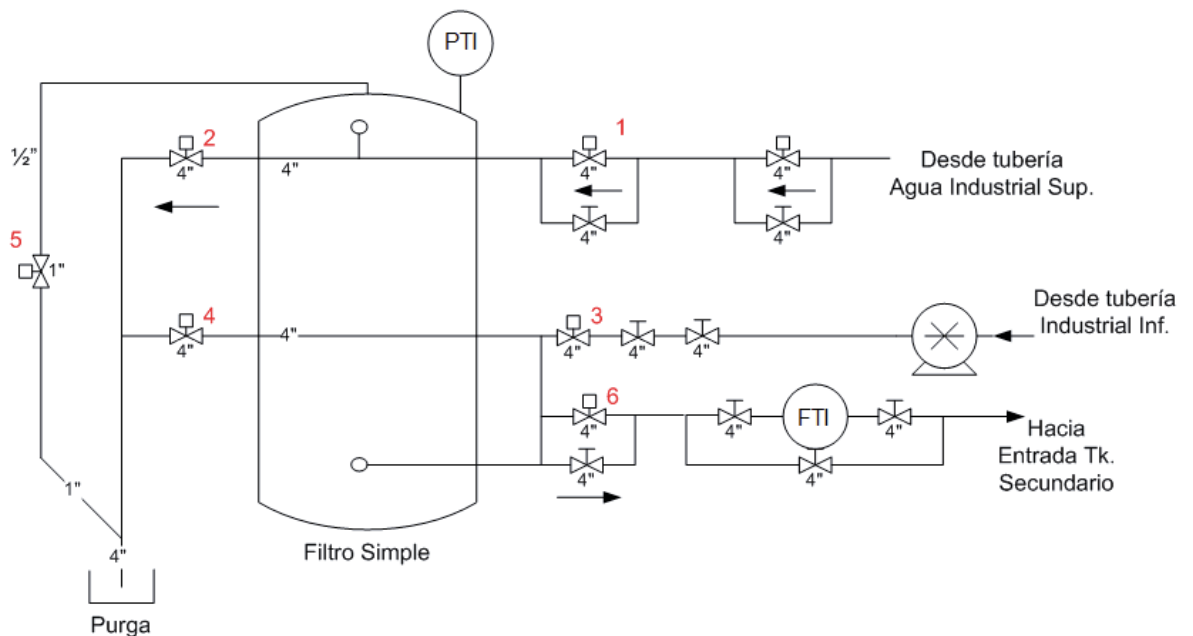 PTI
2
1
½"
4"
4"
4"
4"
Desde tubería
Agua Industrial Sup.
4"
4"
5
1"
4
3
4"
4"
4"
4"
4"
Desde tubería
Industrial Inf.
6
4"
4"
FTI
4"
4"
4"
Hacia
Entrada Tk.
Secundario
1"
Filtro Simple
4"
Purga